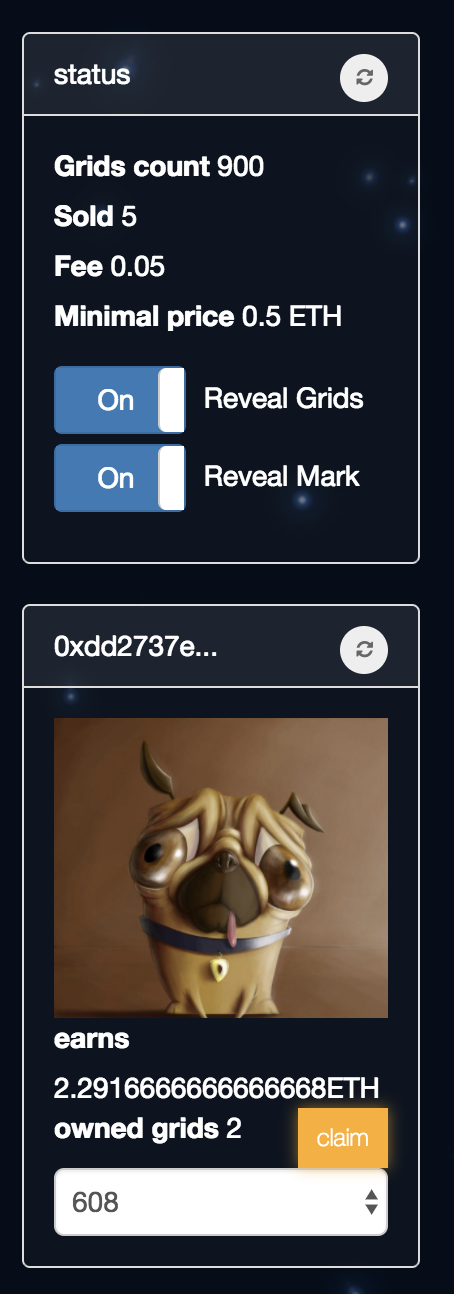 status
Grids count 900
Sold 5
Fee 0.05
Minimal price 0.5 ETH
On Reveal Grids
On Reveal Mark
0xdd2737e...
earns
2.2916666666666668ETH
owned grids 2
claim
608